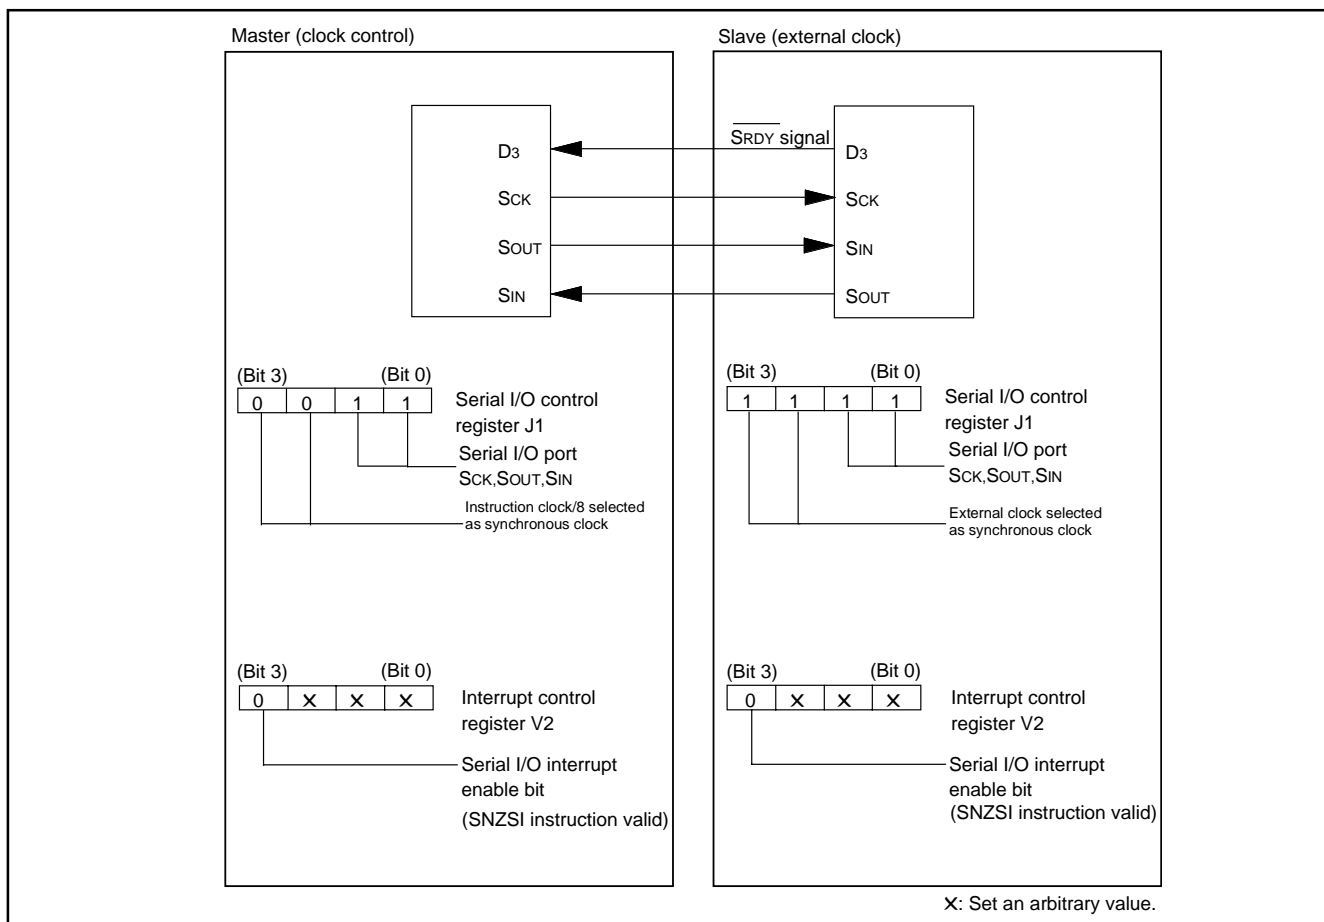 Master (clock control)
D3
SCK
SOUT
SIN
(Bit 3) (Bit 0)
0 0 1 1
Serial I/O control
register J1
Serial I/O port
SCK,SOUT,SIN
Instruction clock/8 selected
as synchronous clock
(Bit 3) (Bit 0)
0 X X X
Interrupt control
register V2
Serial I/O interrupt
enable bit
(SNZSI instruction valid)
Slave (external clock)
SRDY signal
D3
SCK
SIN
SOUT
(Bit 3) (Bit 0)
1 1 1 1
Serial I/O control
register J1
Serial I/O port
SCK,SOUT,SIN
External clock selected
as synchronous clock
(Bit 3) (Bit 0)
0 X X X
Interrupt control
register V2
Serial I/O interrupt
enable bit
(SNZSI instruction valid)
X: Set an arbitrary value.